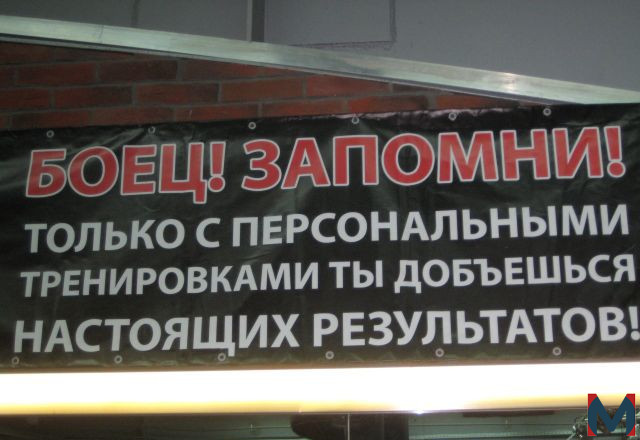 БОЕЦ! ЗАПОМНИ!
ТОЛЬКО С ПЕРСОНАЛЬНЫМИ
ТРЕНИРОВКАМИ ТЫ ДОБЪЕШЬСЯ
НАСТОЯЩИХ РЕЗУЛЬТАТОВ!
M